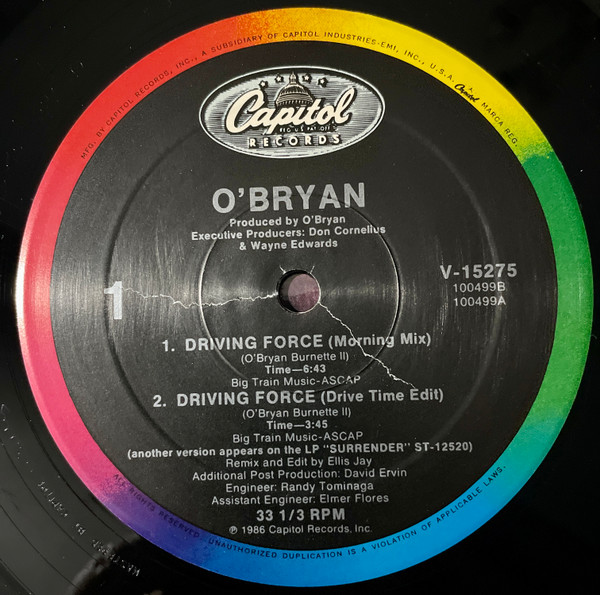 MFG. BY CAPITOL RECORDS, INC., A SUBSIDIARY OF CAPITOL INDUSTRIES-EMI, INC., U.S.A. Capitol MARCA REG.
Capitol
RECORDS
O'BRYAN
Produced by O'Bryan
Executive Producers: Don Cornelius
& Wayne Edwards
1
V-15275
100499B
100499A
1. DRIVING FORCE (Morning Mix)
(O'Bryan Burnette II)
Time—6:43
Big Train Music-ASCAP
2. DRIVING FORCE (Drive Time Edit)
(O'Bryan Burnette II)
Time—3:45
Big Train Music-ASCAP
(another version appears on the LP "SURRENDER" ST-12520)
Remix and Edit by Ellis Jay
Additional Post Production: David Ervin
Engineer: Randy Tominaga
Assistant Engineer: Elmer Flores
33 1/3 RPM
℗ 1986 Capitol Records, Inc.
ALL RIGHTS RESERVED. UNAUTHORIZED DUPLICATION IS A VIOLATION OF APPLICABLE LAWS.